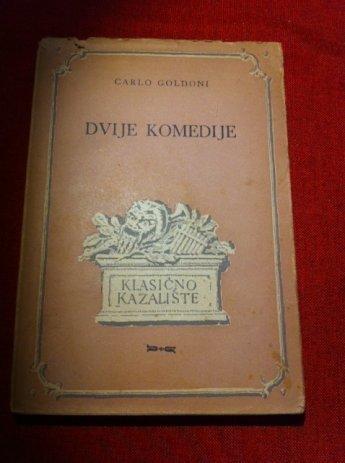 CARLO GOLDONI
DVIJE KOMEDIJE
KLASIČNO
KAZALIŠTE